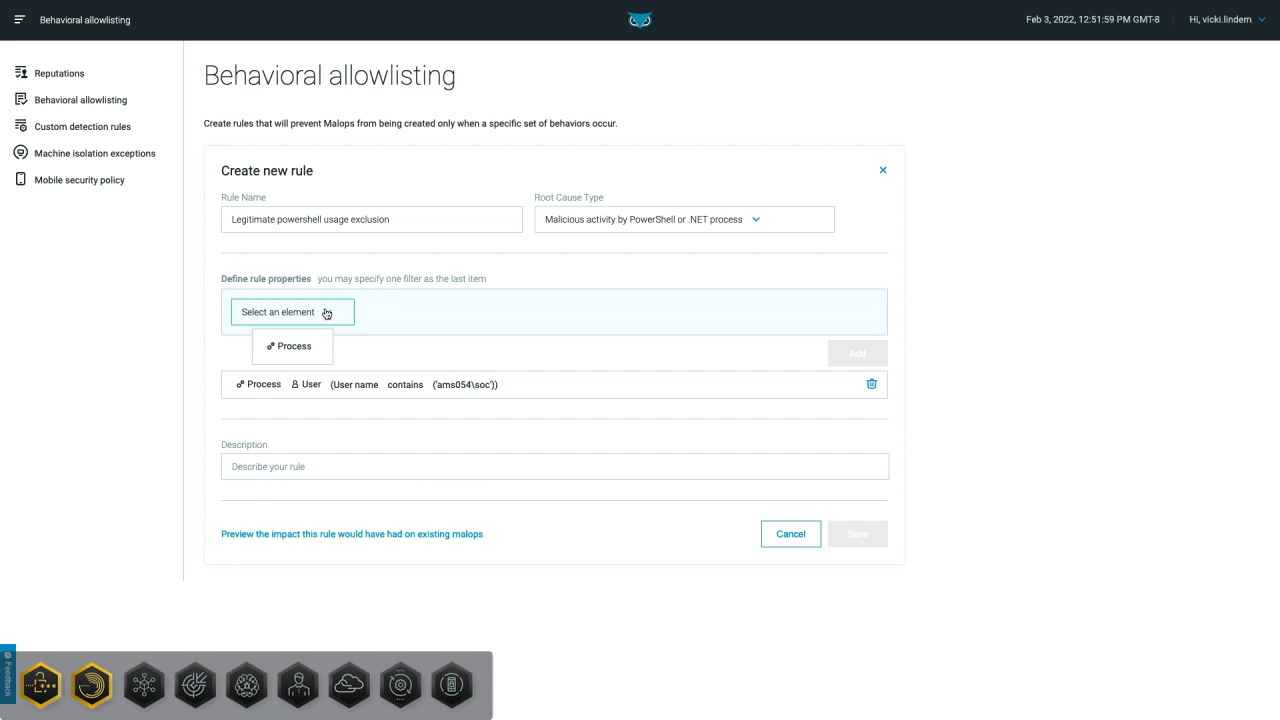 Behavioral allowlisting
Feb 3, 2022, 12:51:59 PM GMT-8
Hi, vicki.lindem
Reputations
Behavioral allowlisting
Custom detection rules
Machine isolation exceptions
Mobile security policy
Behavioral allowlisting
Create rules that will prevent Malops from being created only when a specific set of behaviors occur.
Create new rule
Rule Name
Root Cause Type
Legitimate powershell usage exclusion
Malicious activity by PowerShell or .NET process
Define rule properties you may specify one filter as the last item
Select an element
Process
Add
Process User (User name contains ('ams054\soc'))
Description
Describe your rule
Preview the impact this rule would have had on existing malops
Cancel
Save
Feedback